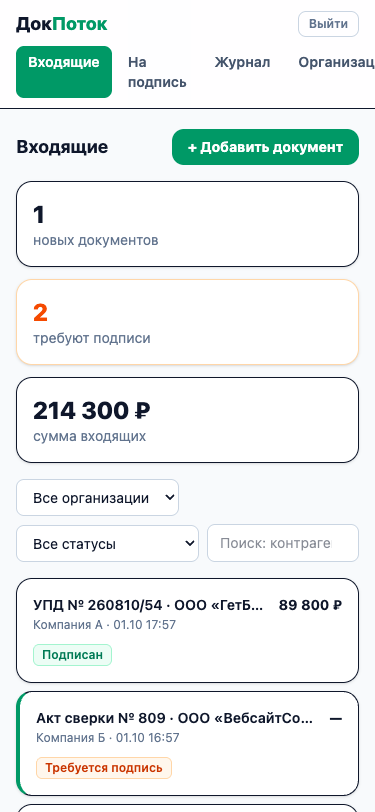 ДокПоток
Выйти
Входящие
На подпись
Журнал
Организац
Входящие
+ Добавить документ
1
новых документов
2
требуют подписи
214 300 ₽
сумма входящих
Все организации
Все статусы
Поиск: контраге
УПД № 260810/54 · ООО «ГетБ... 89 800 ₽
Компания А · 01.10 17:57
Подписан
Акт сверки № 809 · ООО «ВебсайтСо... —
Компания Б · 01.10 16:57
Требуется подпись